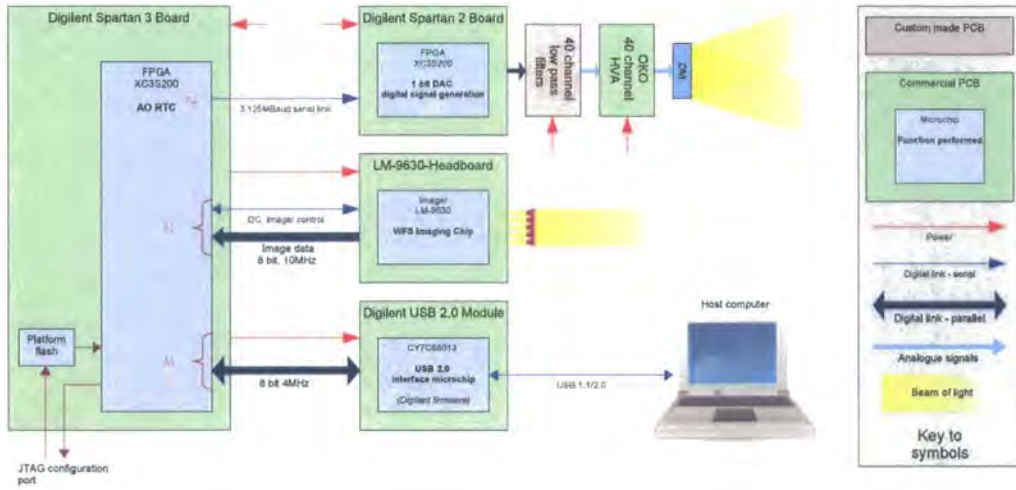 Digilent Spartan 3 Board
FPGA
XC3S200
AO RTC
Platform
flash
JTAG configuration
port
3.125MBaud serial link
I2C Imager control
Image data
8 bit, 10MHz
8 bit 4MHz
Digilent Spartan 2 Board
FPGA
XC3S200
1 bit DAC
digital signal generation
40 channel
low pass
filters
OKO
40 channel
HVA
DM
LM-9630-Headboard
Imager
LM-9630
WFS Imaging Chip
Digilent USB 2.0 Module
CY7C68013
USB 2.0
interface microchip
(Digilent firmware)
USB 1.1/2.0
Host computer
Custom made PCB
Commercial PCB
Microchip
Function performed
Power
Digital link - serial
Digital link - parallel
Analogue signals
Beam of light
Key to
symbols